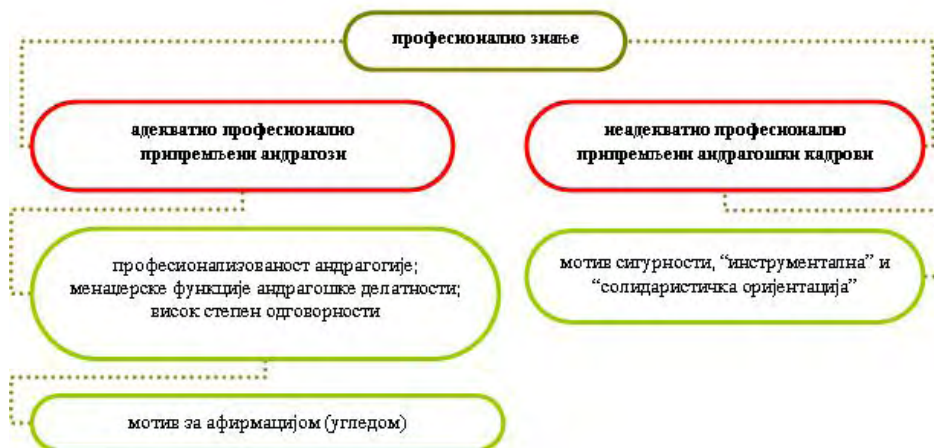 професионално знање
адекватно професионално
припремљени андрагози
неадекватно професионално
припремљени андрагошки кадрови
професионализованост андрагогије;
менаџерске функције андрагошке делатности;
висок степен одговорности
мотив сигурности, “инструментална” и
“солидаристичка оријентација”
мотив за афирмацијом (угледом)